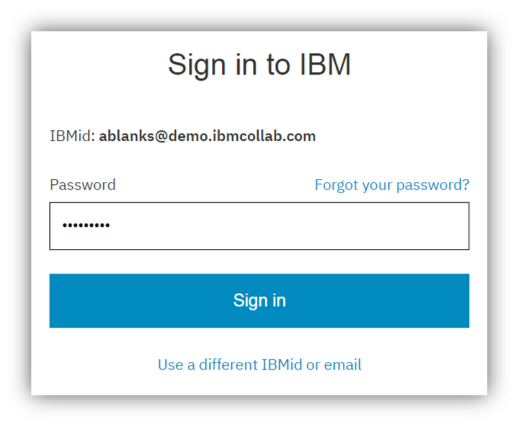 Sign in to IBM
IBMid: ablanks@demo.ibmcollab.com
Password Forgot your password?
•••••••••
Sign in
Use a different IBMid or email